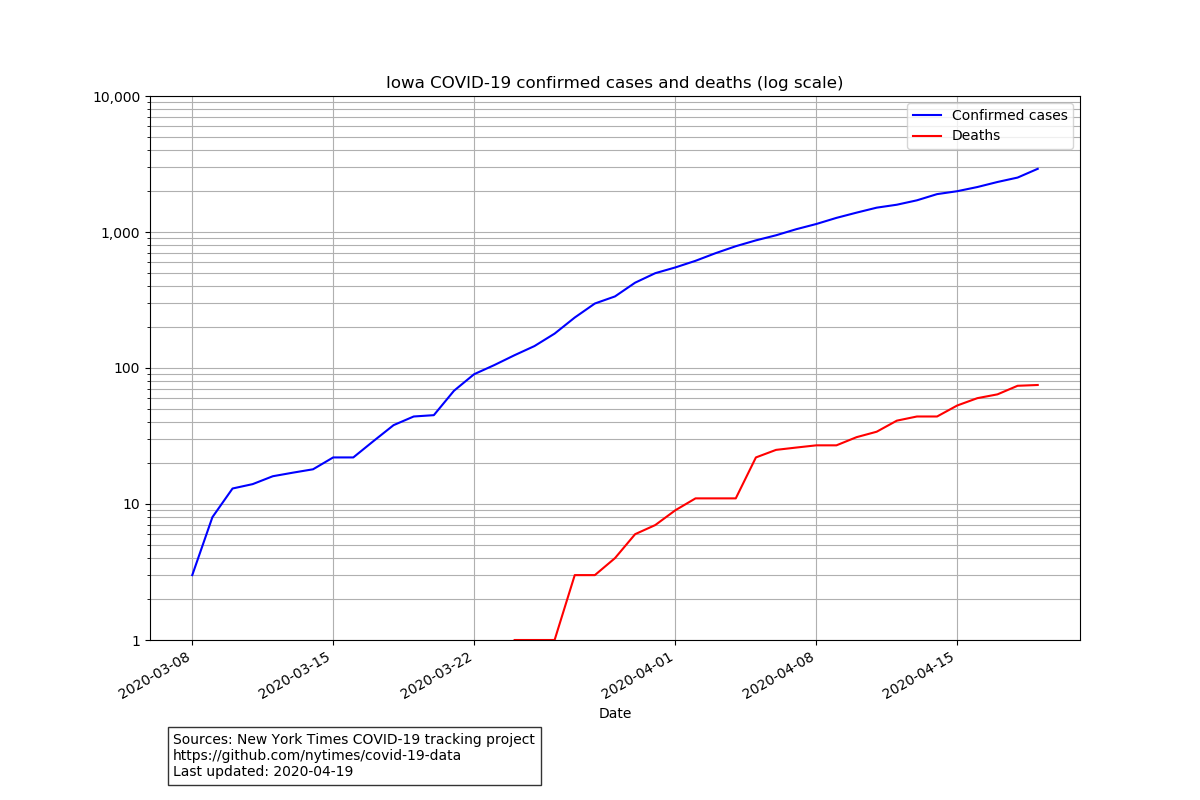 Iowa COVID-19 confirmed cases and deaths (log scale)
10,000
1,000
100
10
1
Confirmed cases
Deaths
2020-03-08
2020-03-15
2020-03-22
2020-04-01
2020-04-08
2020-04-15
Date
Sources: New York Times COVID-19 tracking project
https://github.com/nytimes/covid-19-data
Last updated: 2020-04-19